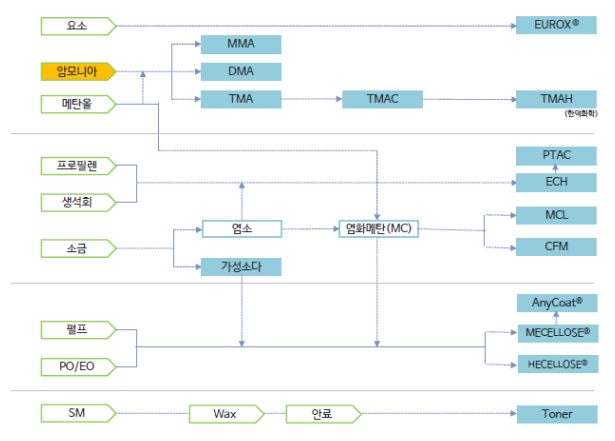 요소
EUROX®
MMA
암모니아
DMA
메탄올
TMA
TMAC
TMAH
(한덕화학)
PTAC
프로필렌
ECH
생석회
MCL
염소
염화메탄(MC)
소금
CFM
가성소다
AnyCoat®
펄프
MECELLOSE®
PO/EO
HECELLOSE®
SM
Wax
안료
Toner